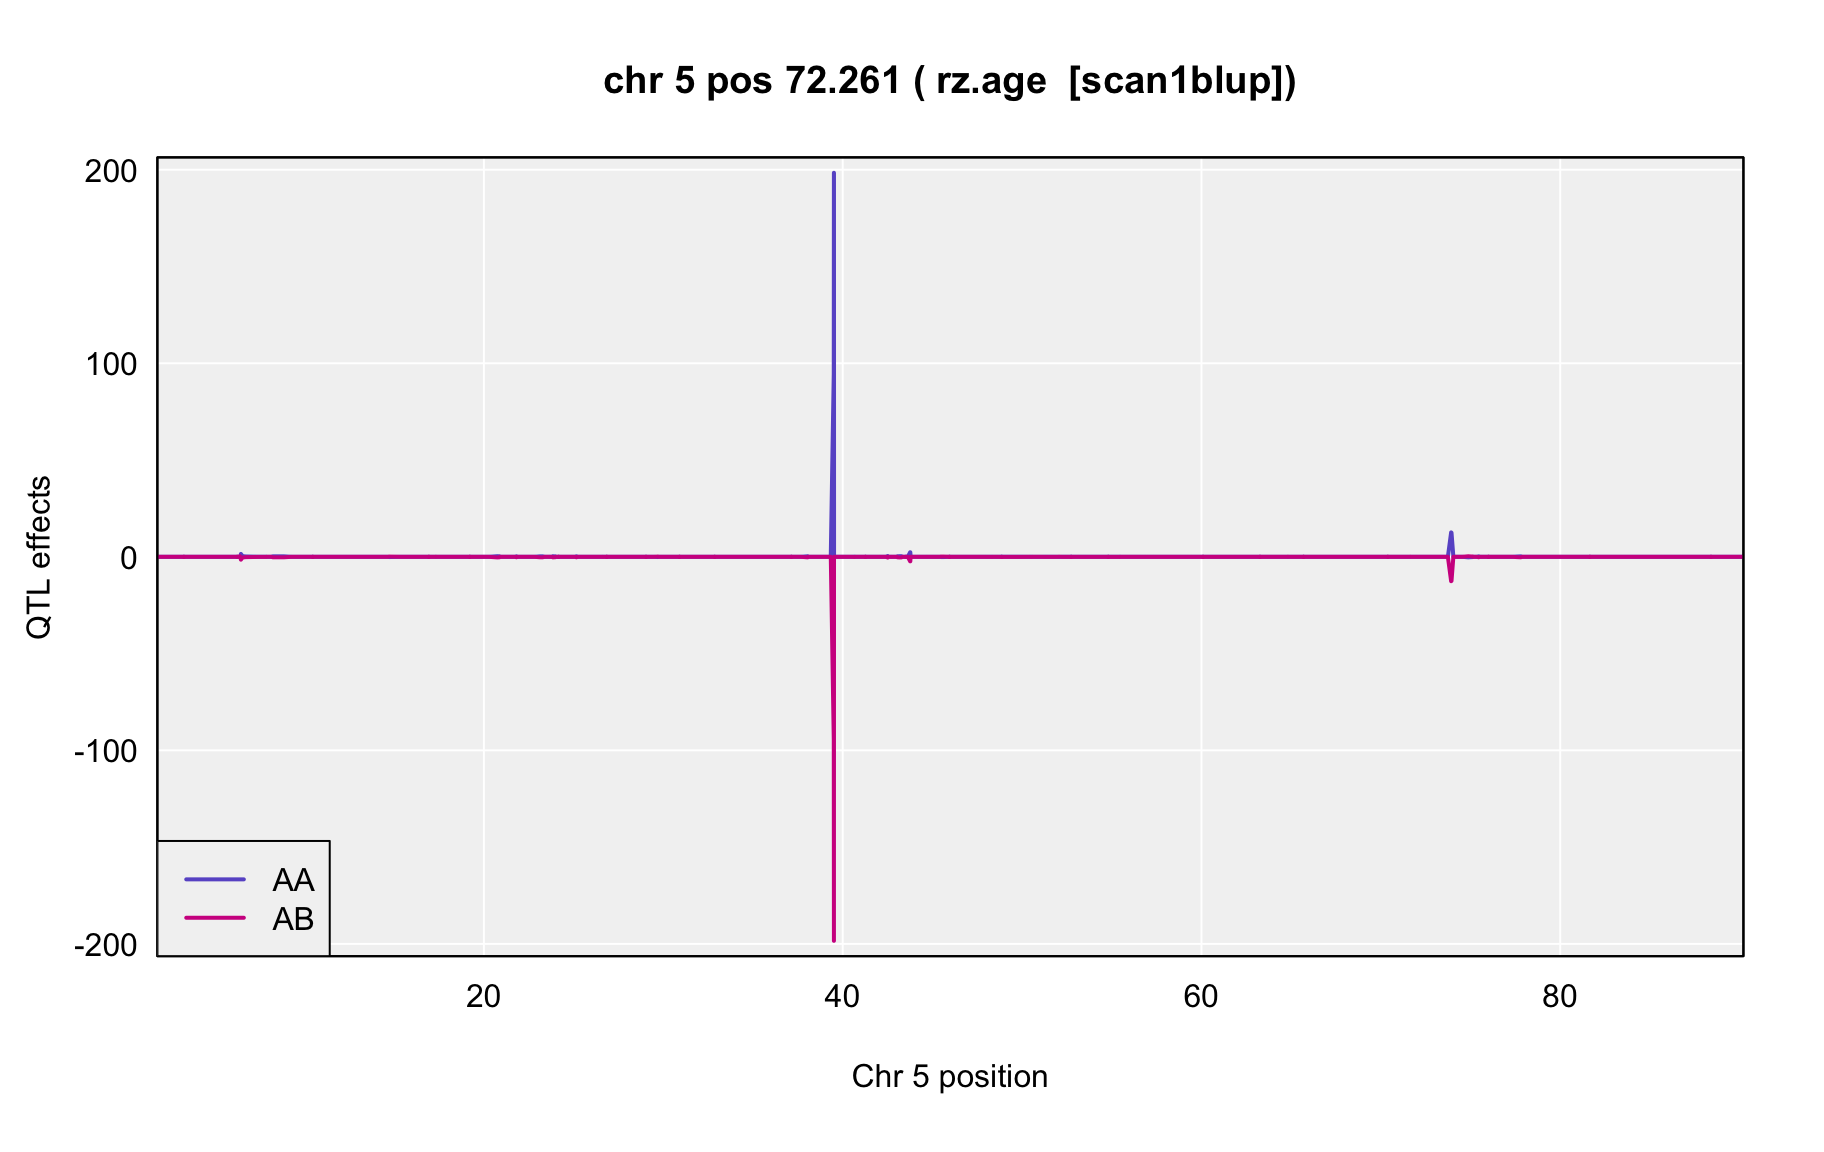 chr 5 pos 72.261 ( rz.age  [scan1blup])
QTL effects
200
100
0
-100
-200
AA
AB
20 40 60 80
Chr 5 position